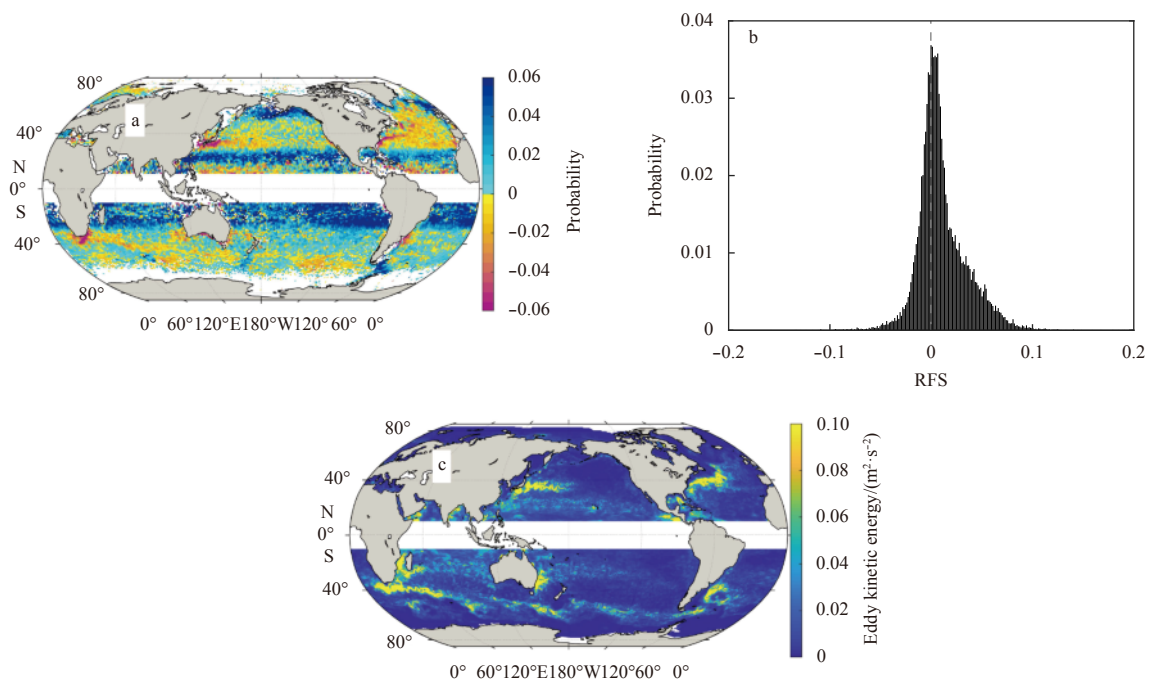 a
80°
40°
N
0°
S
40°
80°
0° 60°120°E180°W120°60° 0°
0.06
0.04
0.02
0
−0.02
−0.04
−0.06
Probability
b
0.04
0.03
0.02
0.01
0
Probability
−0.2 −0.1 0 0.1 0.2
RFS
c
80°
40°
N
0°
S
40°
80°
0° 60°120°E180°W120°60° 0°
0.10
0.08
0.06
0.04
0.02
0
Eddy kinetic energy/(m²·s⁻²)